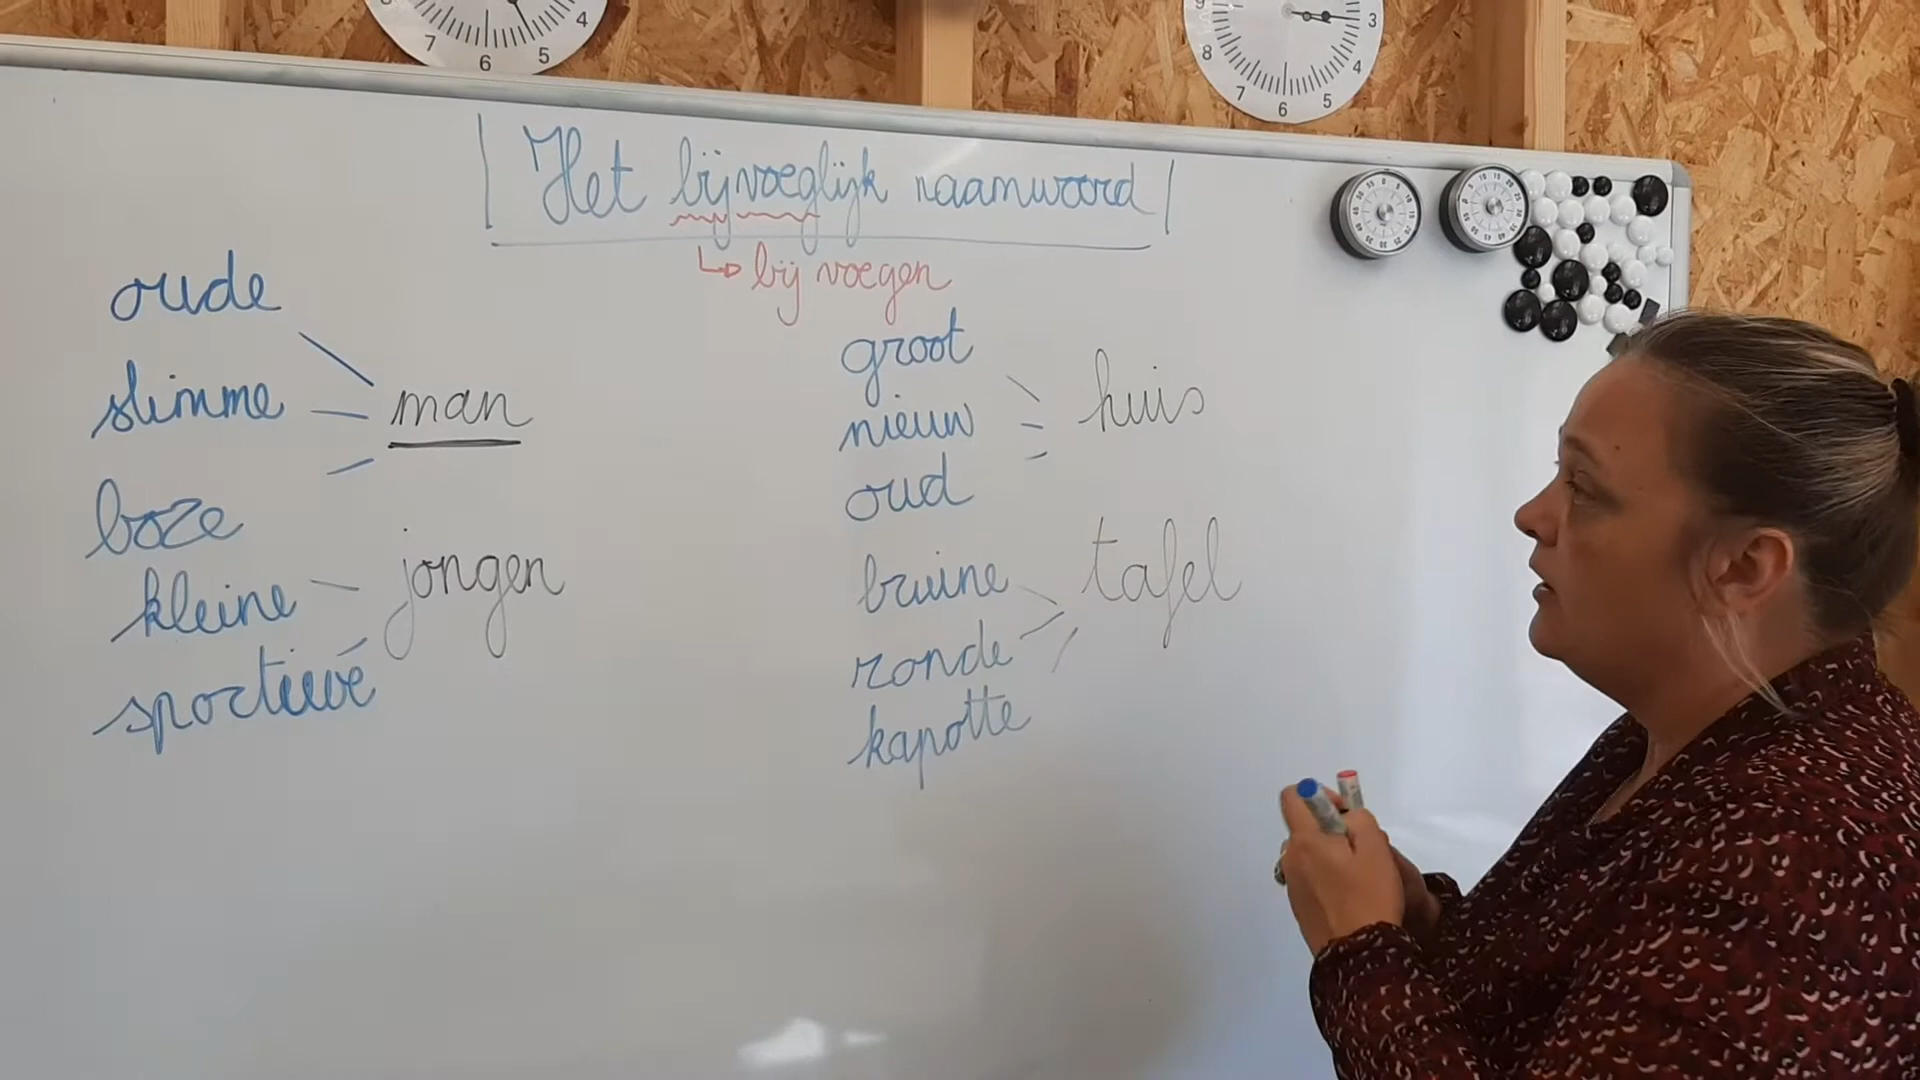 Het bijvoeglijk naamwoord
↳ bij voegen
oude
slimme
man
boze
kleine
jongen
sportieve
groot
nieuw
huis
oud
bruine
tafel
ronde
kapotte